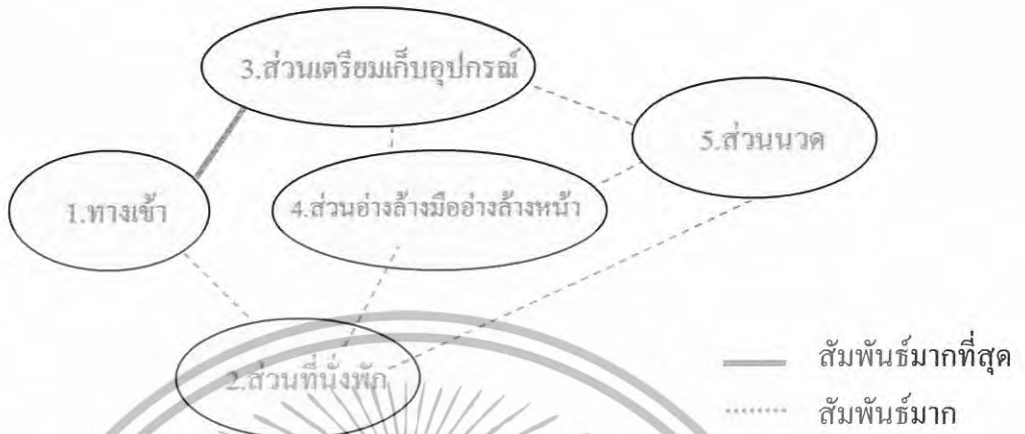 3.ส่วนเตรียมเก็บอุปกรณ์
5.ส่วนนวด
1.ทางเข้า
4.ส่วนอ่างล้างมืออ่างล้างหน้า
2.ส่วนที่นั่งพัก
สัมพันธ์มากที่สุด
สัมพันธ์มาก